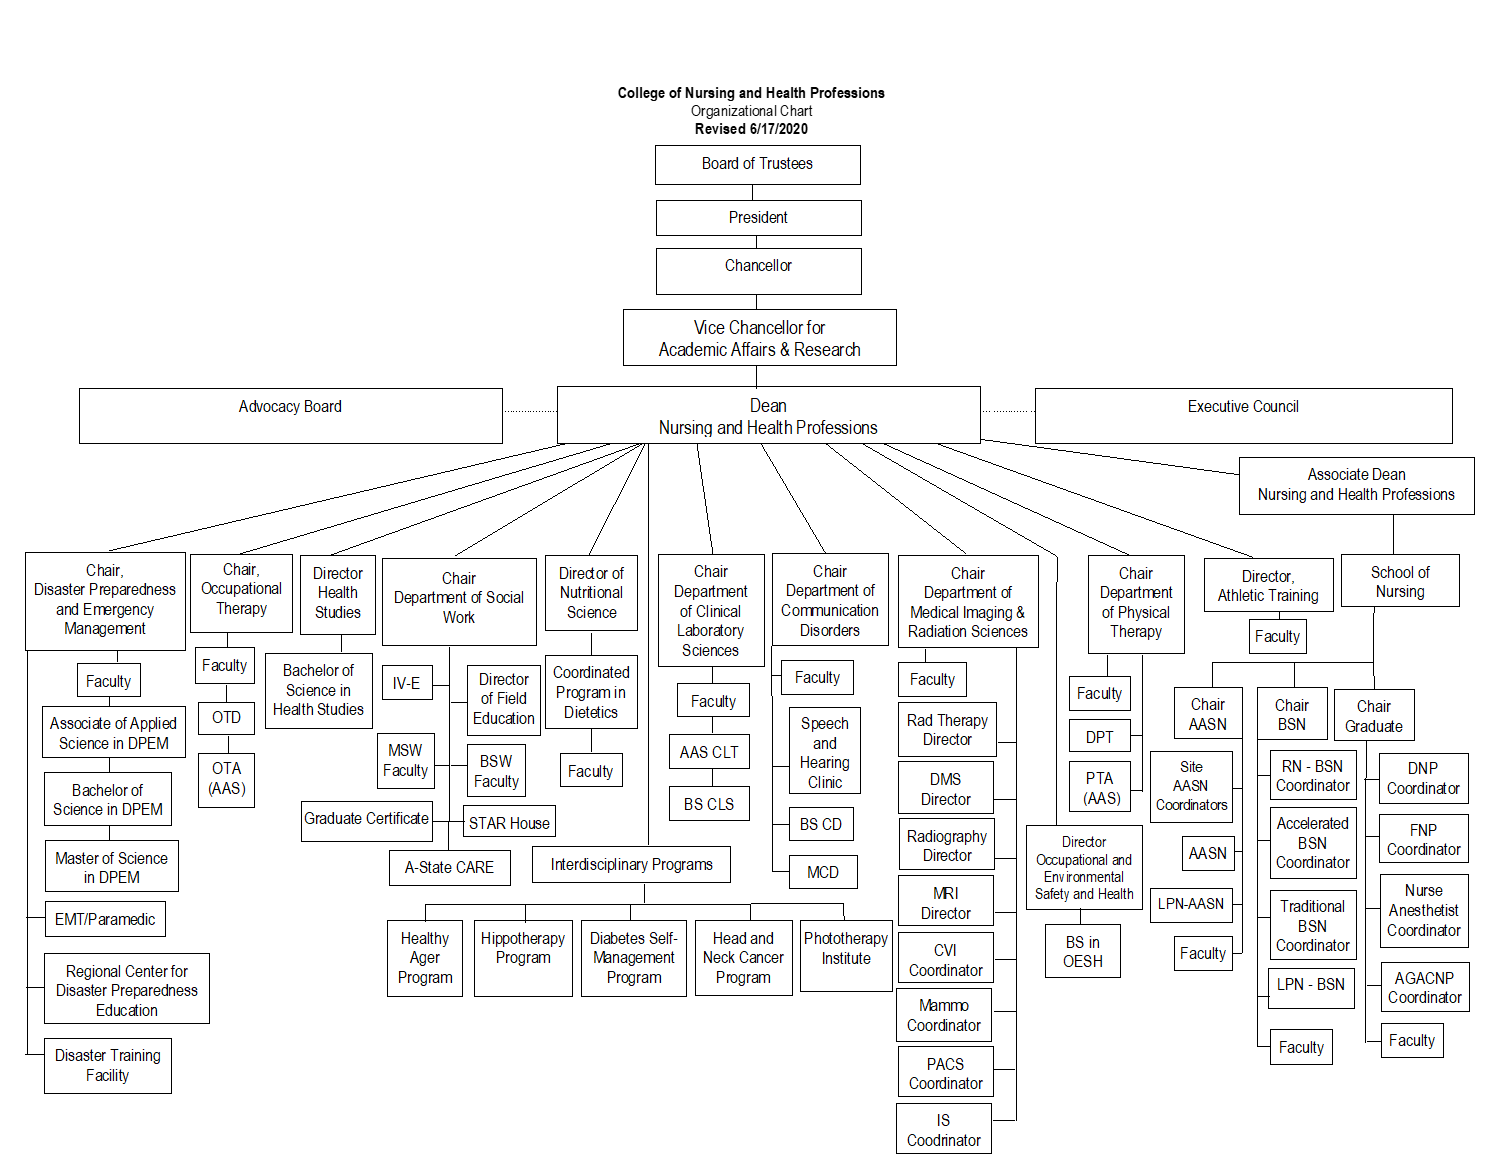 College of Nursing and Health Professions
Organizational Chart
Revised 6/17/2020
Board of Trustees
President
Chancellor
Vice Chancellor for
Academic Affairs & Research
Advocacy Board
Dean
Nursing and Health Professions
Executive Council
Associate Dean
Nursing and Health Professions
Chair,
Disaster Preparedness
and Emergency
Management
Faculty
Associate of Applied
Science in DPEM
Bachelor of
Science in DPEM
Master of Science
in DPEM
EMT/Paramedic
Regional Center for
Disaster Preparedness
Education
Disaster Training
Facility
Chair,
Occupational
Therapy
Faculty
OTD
OTA
(AAS)
Director
Health
Studies
Bachelor of
Science in
Health Studies
Chair
Department of Social
Work
IV-E
Director
of Field
Education
MSW
Faculty
BSW
Faculty
Graduate Certificate
STAR House
A-State CARE
Director of
Nutritional
Science
Coordinated
Program in
Dietetics
Faculty
Interdisciplinary Programs
Healthy
Ager
Program
Hippotherapy
Program
Diabetes Self-
Management
Program
Head and
Neck Cancer
Program
Phototherapy
Institute
Chair
Department
of Clinical
Laboratory
Sciences
Faculty
AAS CLT
BS CLS
Chair
Department of
Communication
Disorders
Faculty
Speech
and
Hearing
Clinic
BS CD
MCD
Chair
Department of
Medical Imaging &
Radiation Sciences
Faculty
Rad Therapy
Director
DMS
Director
Radiography
Director
MRI
Director
CVI
Coordinator
Mammo
Coordinator
PACS
Coordinator
IS
Coodrinator
Director
Occupational and
Environmental
Safety and Health
BS in
OESH
Chair
Department
of Physical
Therapy
Faculty
DPT
PTA
(AAS)
Director,
Athletic Training
Faculty
School of
Nursing
Chair
AASN
Site
AASN
Coordinators
AASN
LPN-AASN
Faculty
Chair
BSN
RN - BSN
Coordinator
Accelerated
BSN
Coordinator
Traditional
BSN
Coordinator
LPN - BSN
Faculty
Chair
Graduate
DNP
Coordinator
FNP
Coordinator
Nurse
Anesthetist
Coordinator
AGACNP
Coordinator
Faculty